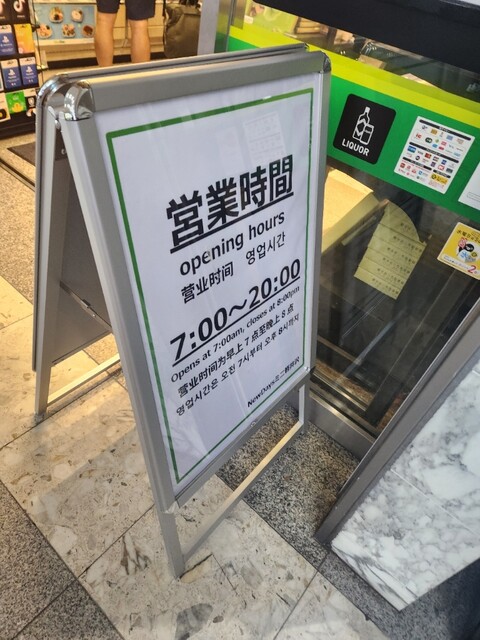 営業時間
opening hours
营业时间 영업시간
7:00～20:00
Opens at 7:00am, closes at 8:00pm
营业时间为早上7点至晚上8点
영업시간은 오전 7시부터 오후 8시까지
NewDays
LIQUOR